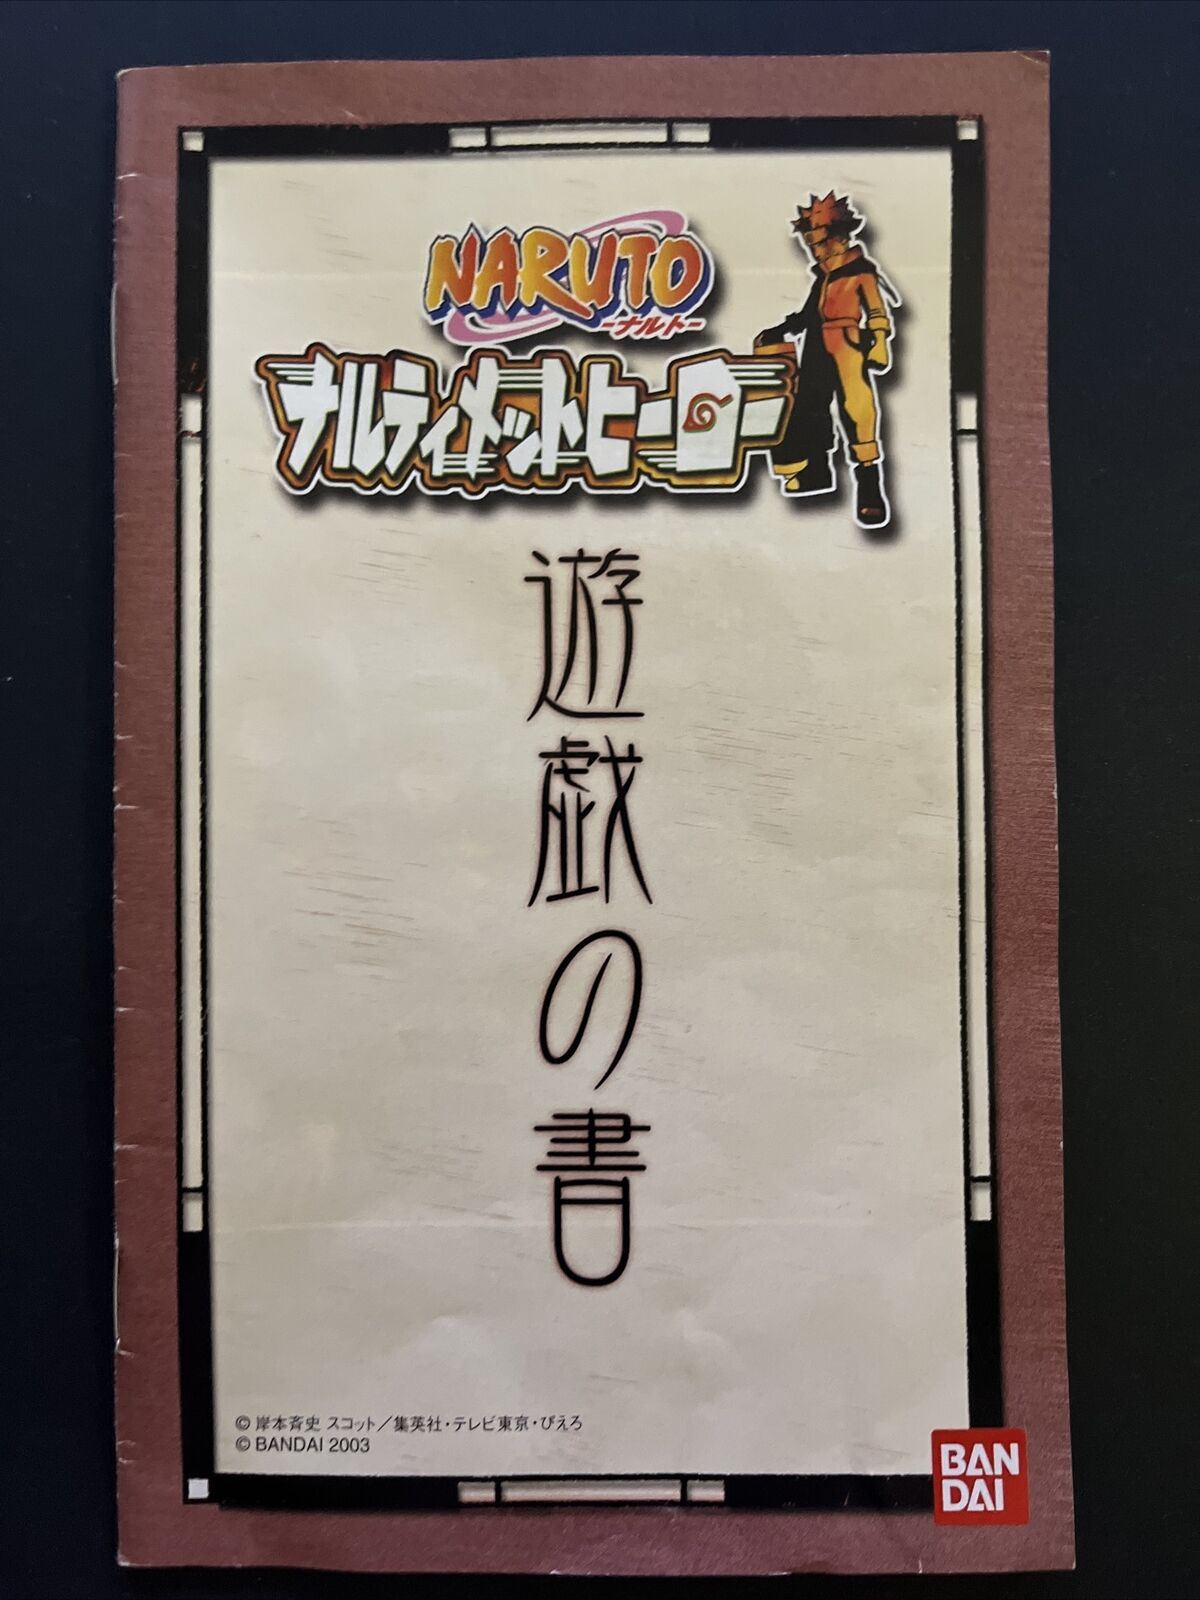 NARUTO
-ナルト-
ナルティメットヒーロー
遊戯の書
© 岸本斉史 スコット／集英社・テレビ東京・ぴえろ
© BANDAI 2003
BAN
DAI